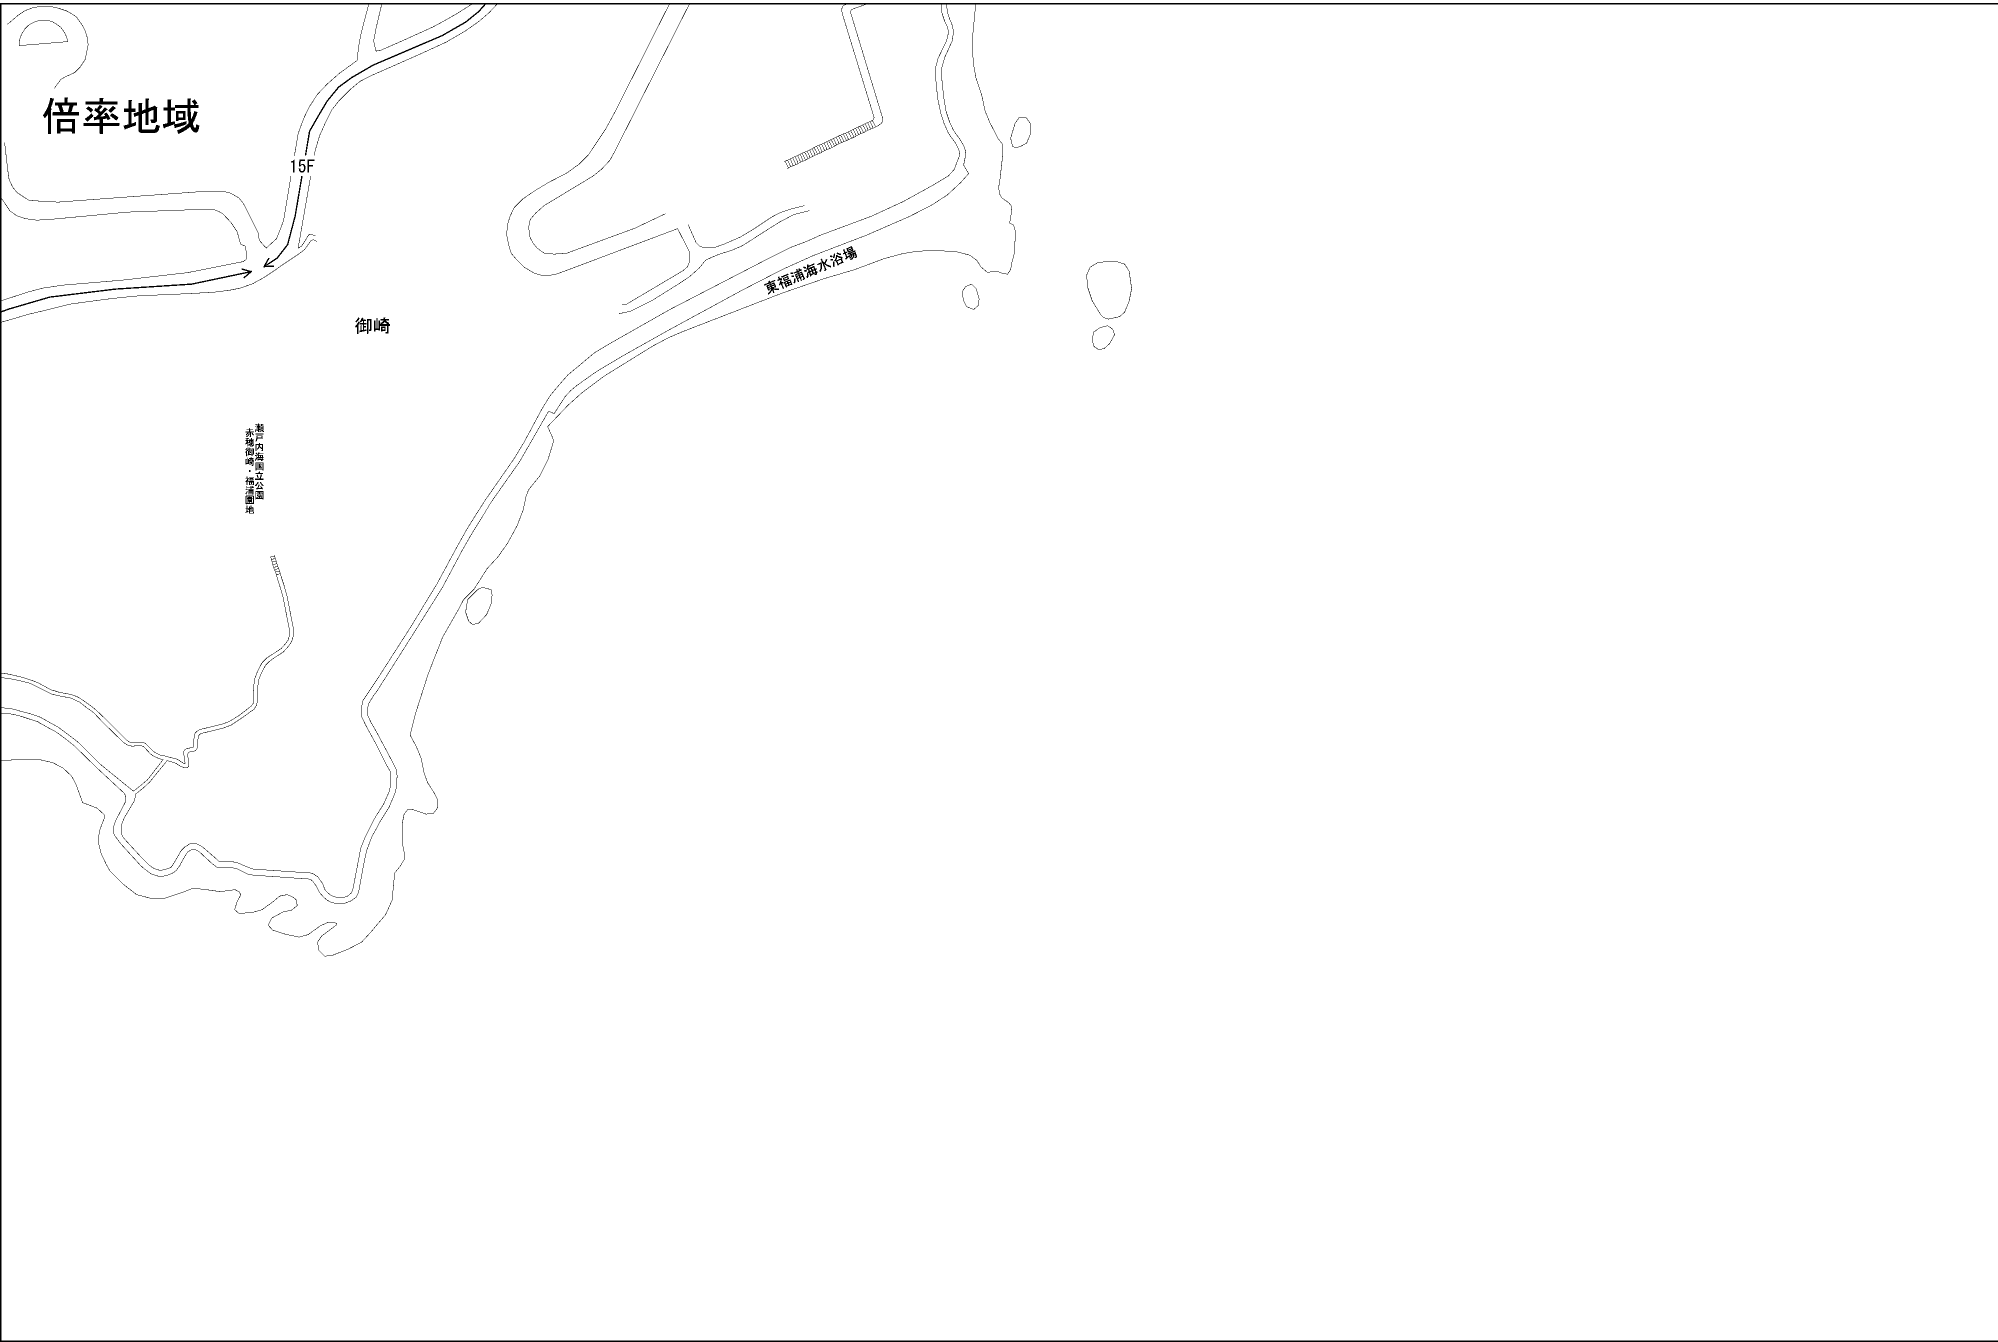 倍率地域
15F
東福浦海水浴場
御崎
瀬戸内海国立公園
赤穂御崎・福浦園地